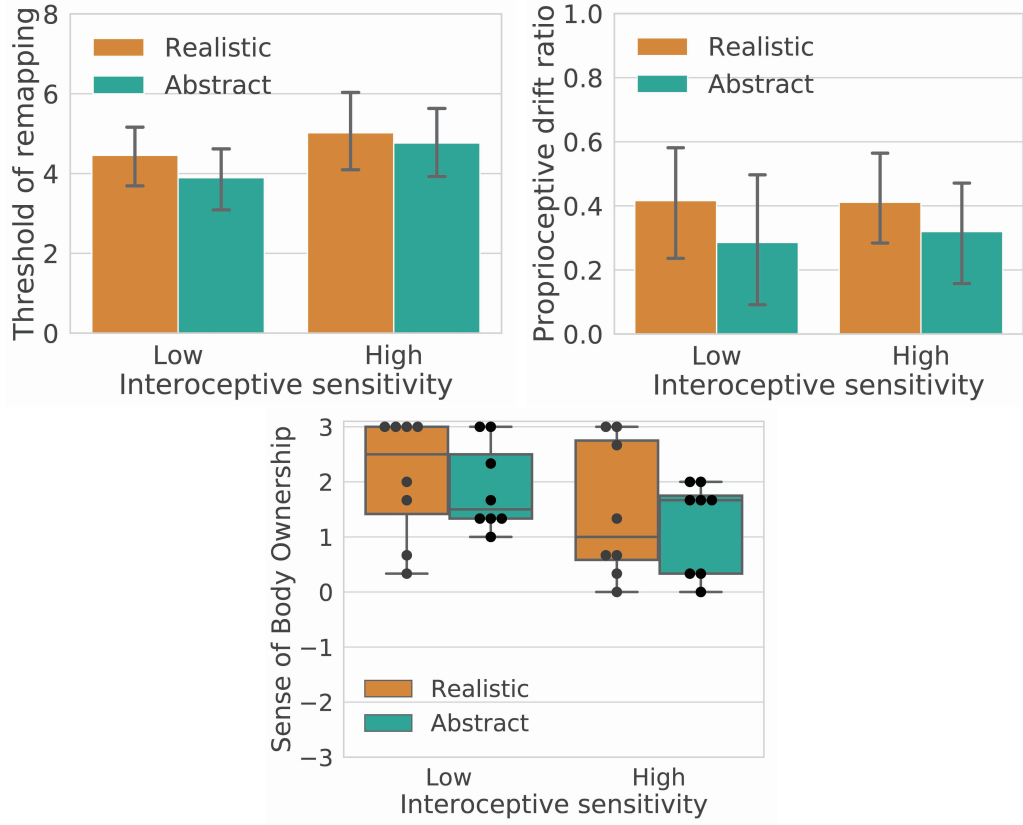 Threshold of remapping
8
6
4
2
0
Realistic
Abstract
Low
High
Interoceptive sensitivity
Proprioceptive drift ratio
1.0
0.8
0.6
0.4
0.2
0.0
Realistic
Abstract
Low
High
Interoceptive sensitivity
Sense of Body Ownership
3
2
1
0
−1
−2
−3
Realistic
Abstract
Low
High
Interoceptive sensitivity